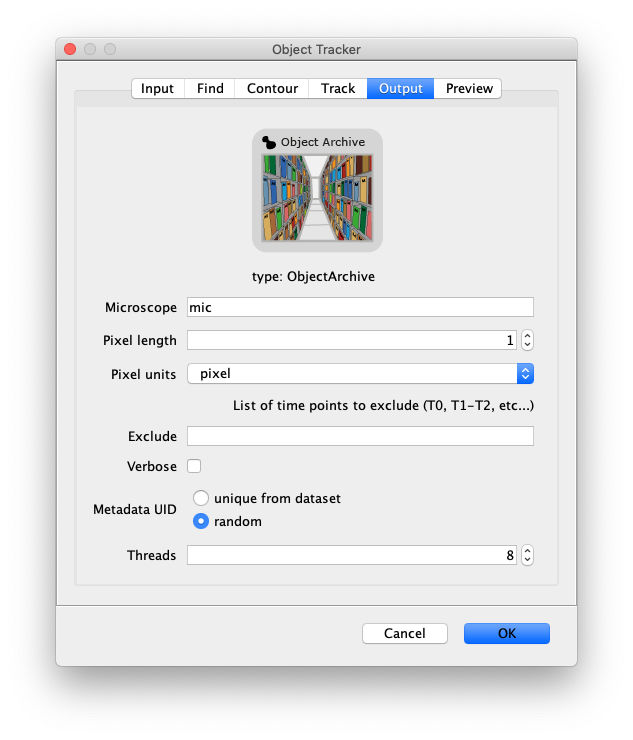 Object Tracker
Input Find Contour Track Output Preview
Object Archive
type: ObjectArchive
Microscope mic
Pixel length 1
Pixel units pixel
List of time points to exclude (T0, T1-T2, etc...)
Exclude
Verbose
unique from dataset
Metadata UID
random
Threads 8
Cancel OK